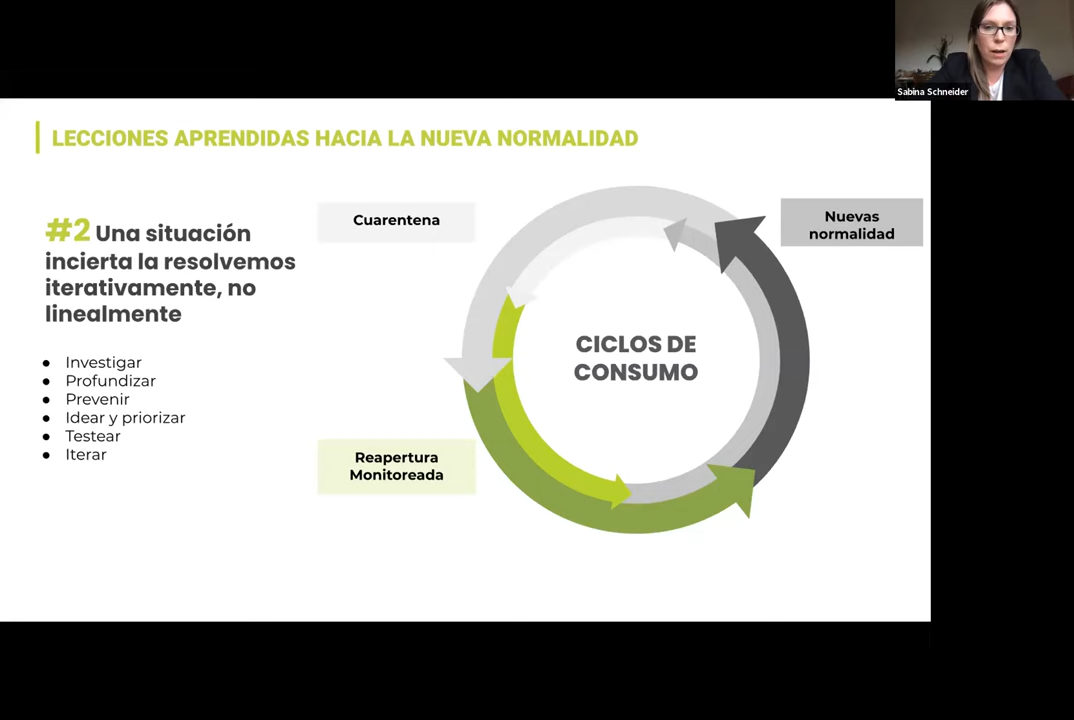 Sabina Schneider
LECCIONES APRENDIDAS HACIA LA NUEVA NORMALIDAD
#2 Una situación
incierta la resolvemos
iterativamente, no
linealmente
● Investigar
● Profundizar
● Prevenir
● Idear y priorizar
● Testear
● Iterar
Cuarentena
Nuevas
normalidad
CICLOS DE
CONSUMO
Reapertura
Monitoreada